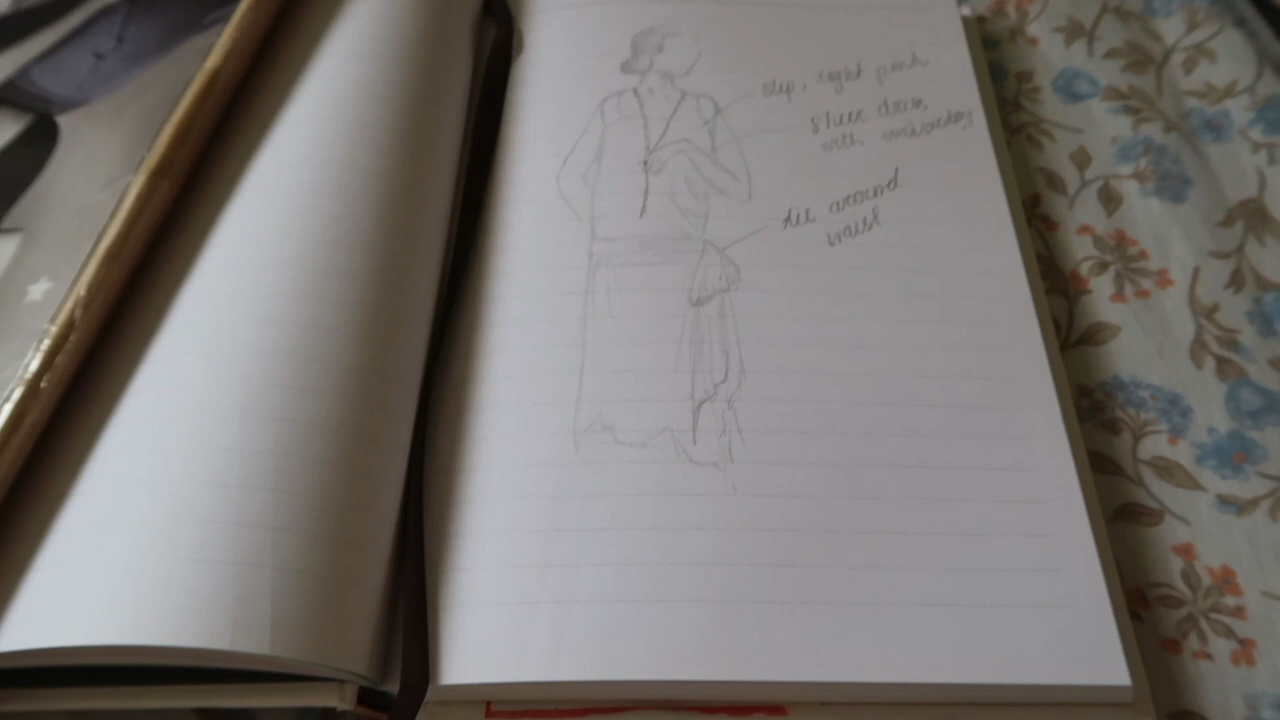 slip, light pink
sheer dress,
with embroidery
tie around
waist